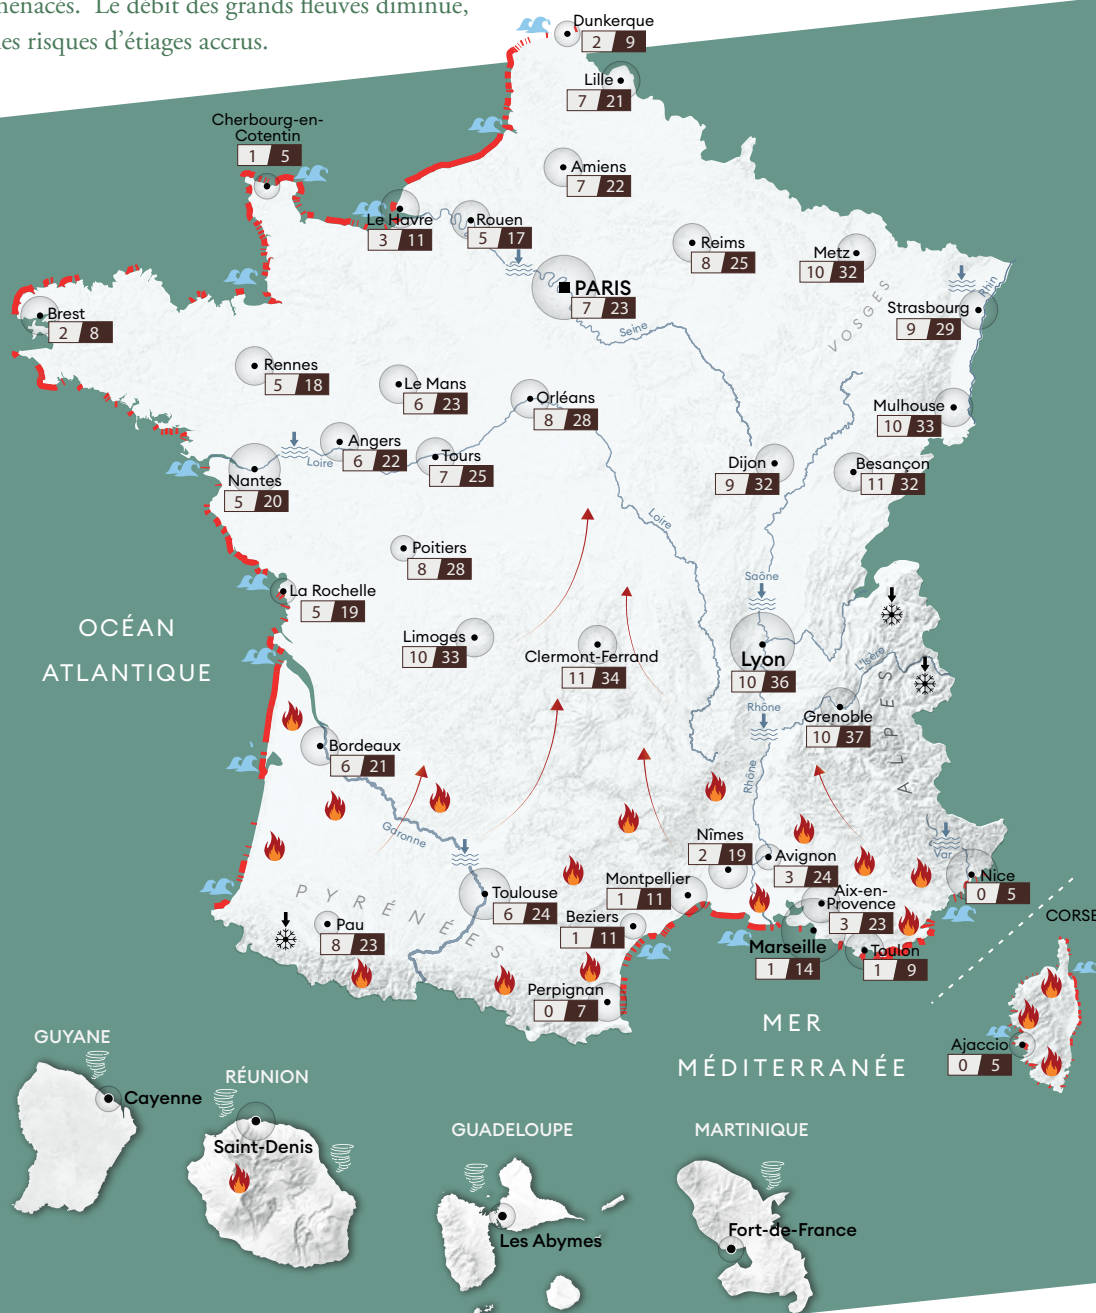 menacés. Le débit des grands fleuves diminue,
les risques d’étiages accrus.
Dunkerque
2 9
Lille
7 21
Cherbourg-en-
Cotentin
1 5
Amiens
7 22
Le Havre
3 11
Rouen
5 17
Reims
8 25
Metz
10 32
PARIS
7 23
Seine
VOSGES
Rhin
Strasbourg
9 29
Brest
2 8
Rennes
5 18
Le Mans
6 23
Orléans
8 28
Mulhouse
10 33
Angers
6 22
Loire
Tours
7 25
Nantes
5 20
Dijon
9 32
Besançon
11 32
Loire
Poitiers
8 28
Saône
La Rochelle
5 19
OCÉAN
ATLANTIQUE
Limoges
10 33
Clermont-Ferrand
11 34
Lyon
10 36
L'Isère
ALPES
Rhône
Grenoble
10 37
Bordeaux
6 21
Rhône
Garonne
Nîmes
2 19
Avignon
3 24
Var
Nice
0 5
PYRÉNÉES
Toulouse
6 24
Montpellier
1 11
Aix-en-
Provence
3 23
Beziers
1 11
Pau
8 23
Marseille
1 14
Toulon
1 9
CORSE
Perpignan
0 7
MER
MÉDITERRANÉE
Ajaccio
0 5
GUYANE
Cayenne
RÉUNION
Saint-Denis
GUADELOUPE
Les Abymes
MARTINIQUE
Fort-de-France